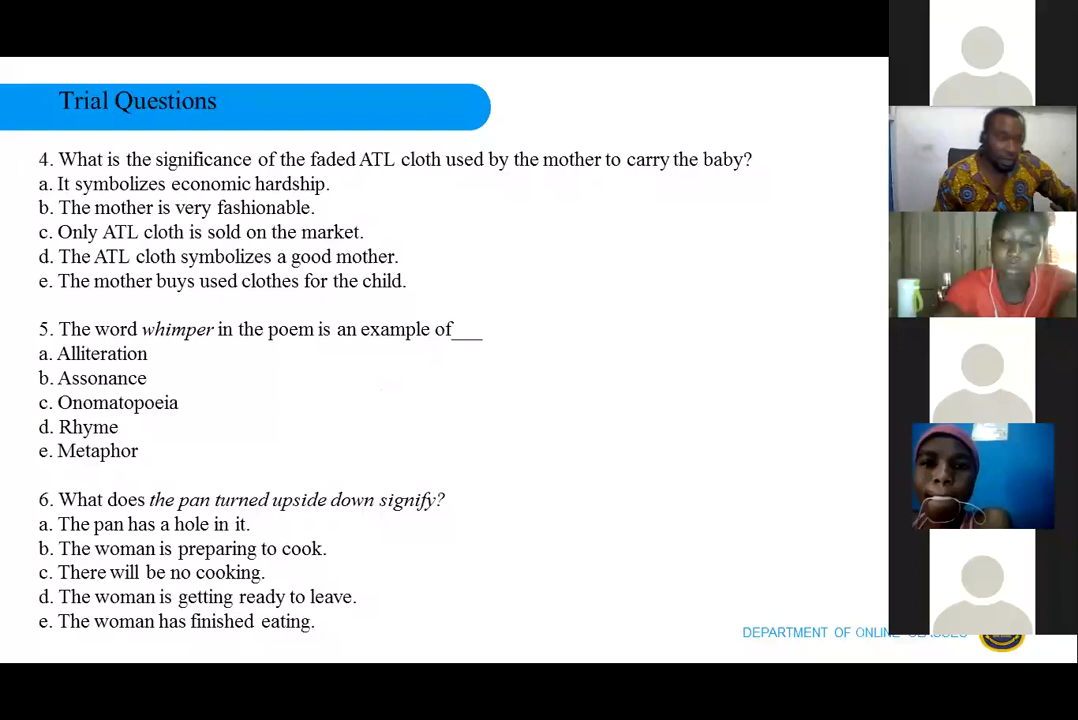 Trial Questions
4. What is the significance of the faded ATL cloth used by the mother to carry the baby?
a. It symbolizes economic hardship.
b. The mother is very fashionable.
c. Only ATL cloth is sold on the market.
d. The ATL cloth symbolizes a good mother.
e. The mother buys used clothes for the child.
5. The word whimper in the poem is an example of___
a. Alliteration
b. Assonance
c. Onomatopoeia
d. Rhyme
e. Metaphor
6. What does the pan turned upside down signify?
a. The pan has a hole in it.
b. The woman is preparing to cook.
c. There will be no cooking.
d. The woman is getting ready to leave.
e. The woman has finished eating.
DEPARTMENT OF ONLINE CLASSES